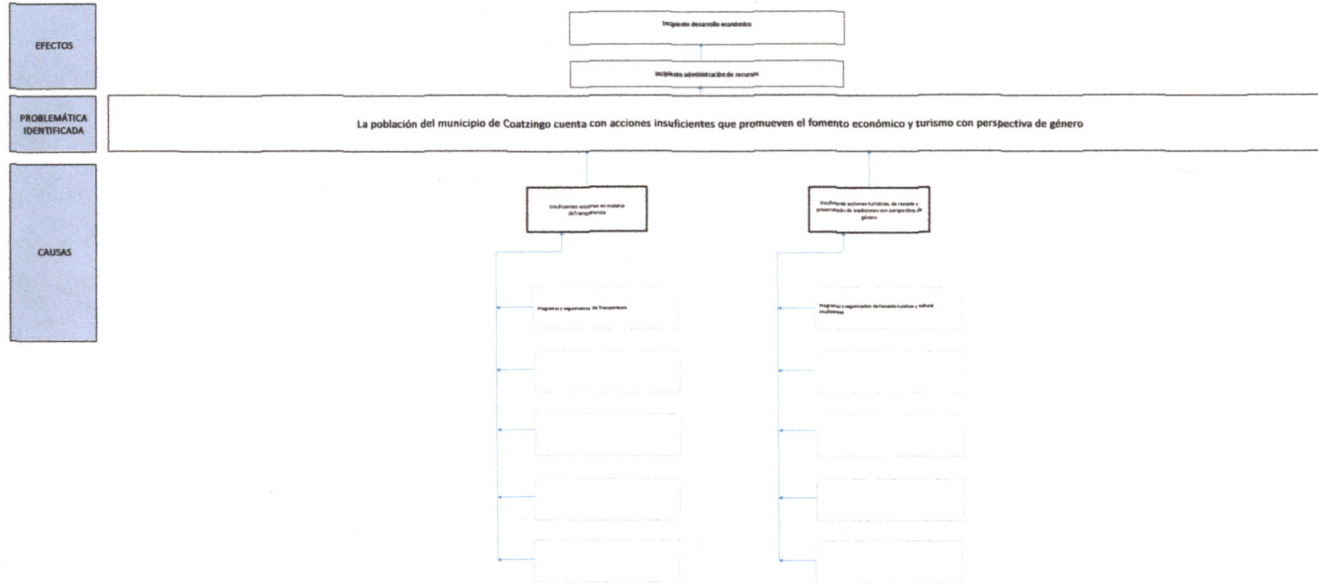 EFECTOS
Incipiente desarrollo económico
Incipiente administración de recursos
PROBLEMÁTICA
IDENTIFICADA
La población del municipio de Coatzingo cuenta con acciones insuficientes que promueven el fomento económico y turismo con perspectiva de género
CAUSAS
Insuficientes acciones en materia
de Transparencia
Insuficiente acciones turísticas, de rescate y
preservación de tradiciones con perspectiva de
género
Programas y seguimientos de Transparencia
Programas y seguimientos de fomento turístico y cultural
insuficientes